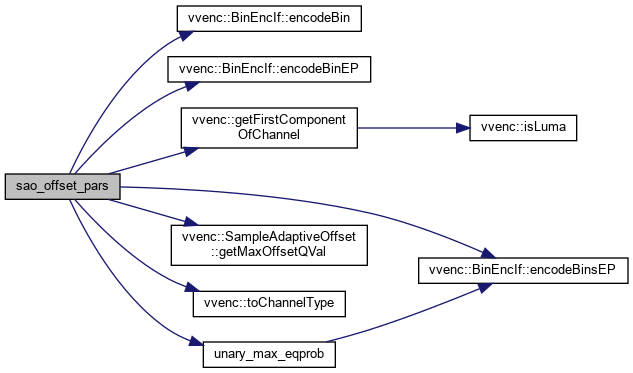 vvenc::BinEncIf::encodeBin
vvenc::BinEncIf::encodeBinEP
vvenc::getFirstComponent
OfChannel
vvenc::isLuma
sao_offset_pars
vvenc::SampleAdaptiveOffset
::getMaxOffsetQVal
vvenc::BinEncIf::encodeBinsEP
vvenc::toChannelType
unary_max_eqprob